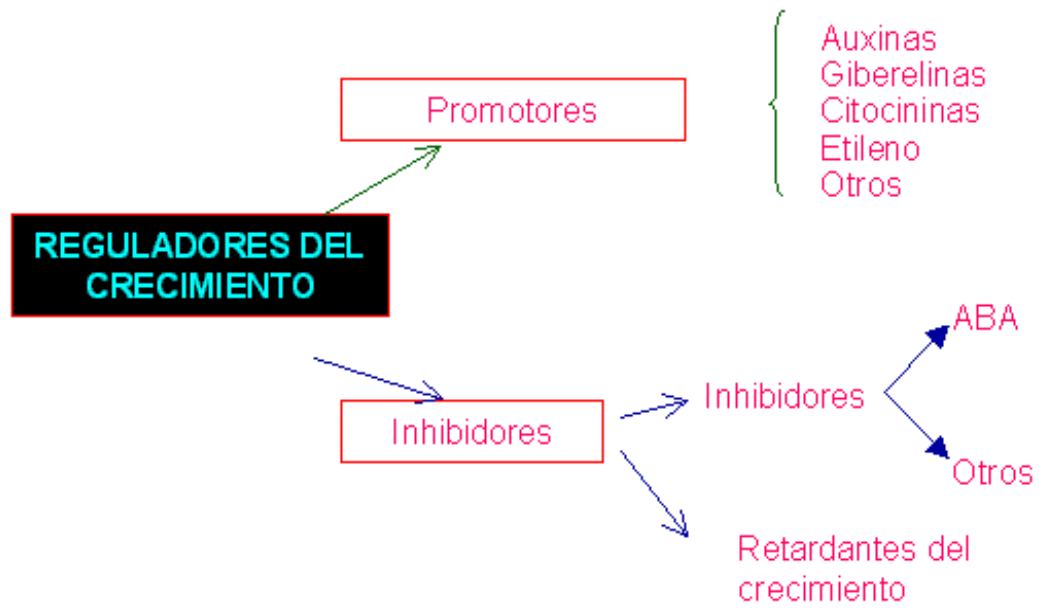 Promotores
Auxinas
Giberelinas
Citocininas
Etileno
Otros
REGULADORES DEL
CRECIMIENTO
Inhibidores
Inhibidores
ABA
Otros
Retardantes del
crecimiento